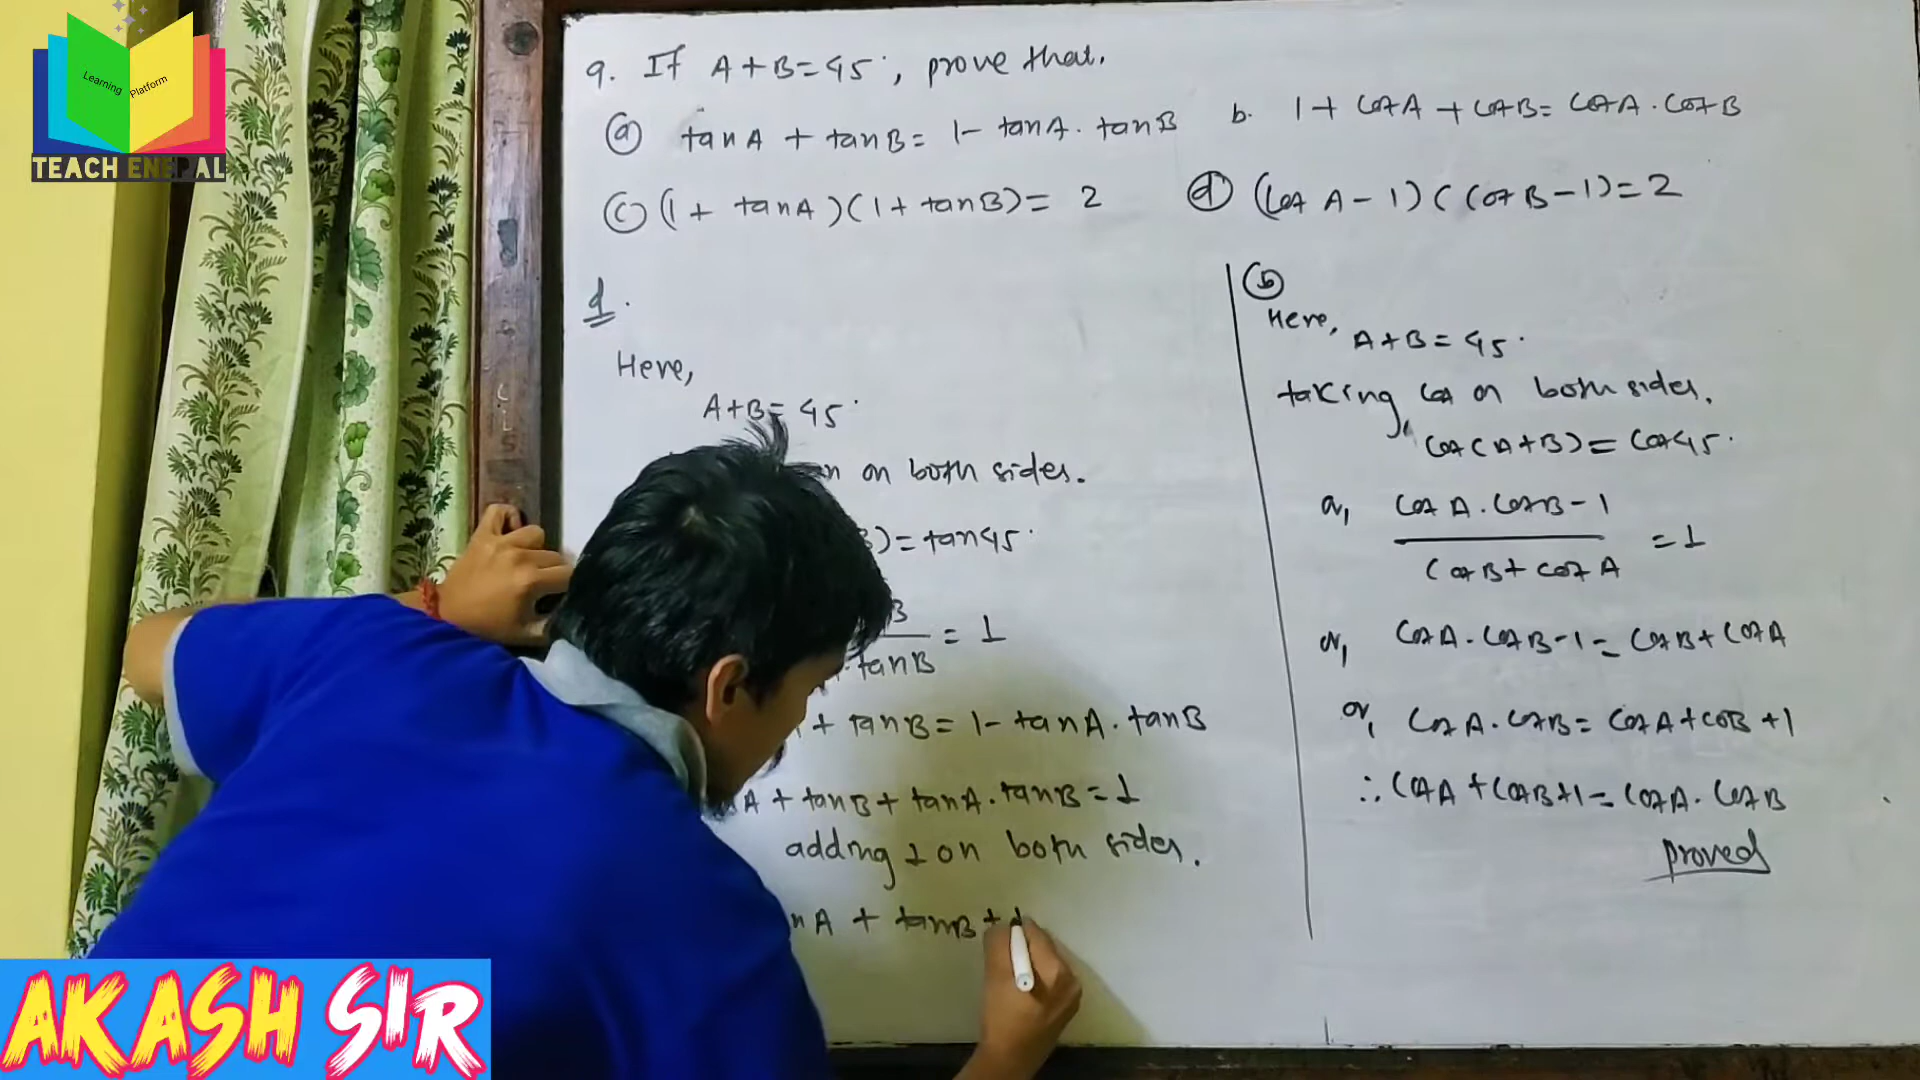 Learning Platform
TEACH ENEPAL
9. If A+B=45°, prove that.
(a) tanA + tanB = 1- tanA. tanB b. 1+ cotA + cotB = cotA . cotB
(c) (1+ tanA)(1+tanB)= 2 (d) (cot A-1)(cot B-1)=2
d.
Here,
A+B= 45°
on both sides.
)=tan45°
B
= 1
tanB
+ tanB= 1- tanA. tanB
A + tanB+ tanA.tanB=1
adding 1 on both sides.
nA + tanB +
(b)
Here,
A+B= 45°
taking cot on both sides.
cot(A+B)= cot45°
or, cot A.cotB-1
= 1
cotB+cotA
or, cotA.cotB-1= cotB+cotA
or, cotA.cotB= cotA+cotB+1
∴ cotA+cotB+1= cotA. cotB
proved
AKASH SIR